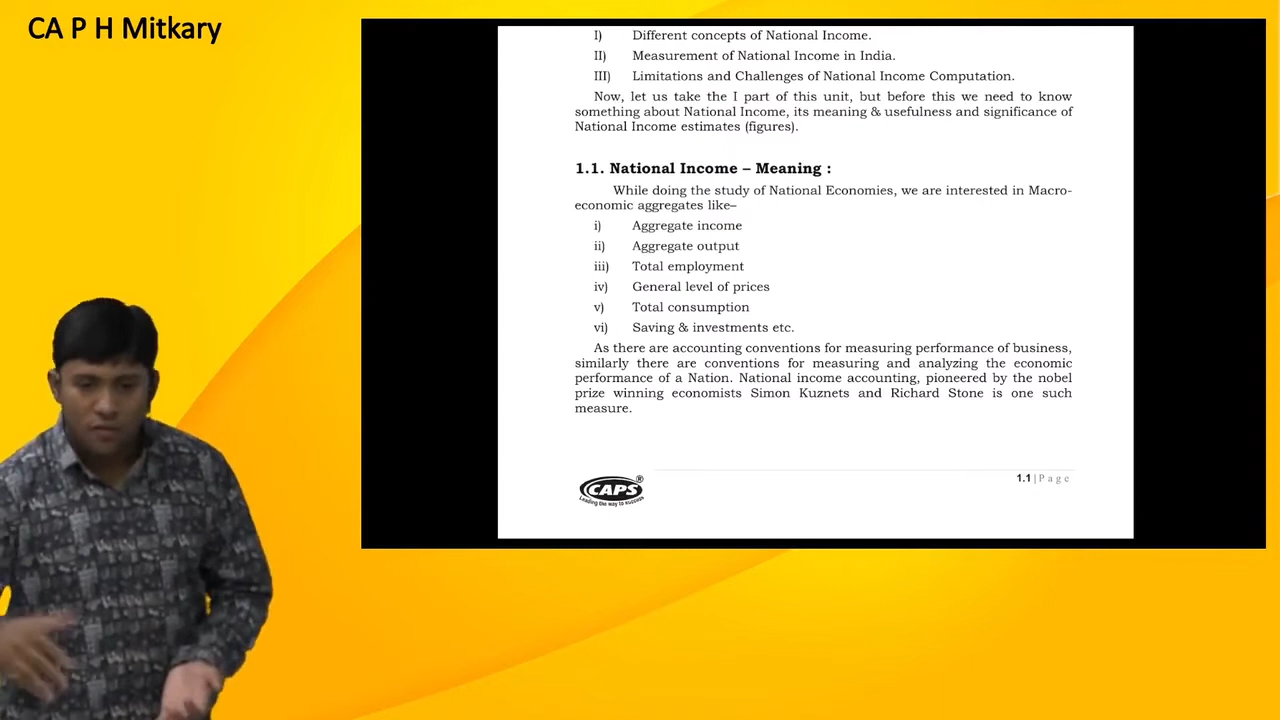 CA P H Mitkary
I) Different concepts of National Income.
II) Measurement of National Income in India.
III) Limitations and Challenges of National Income Computation.
Now, let us take the I part of this unit, but before this we need to know
something about National Income, its meaning & usefulness and significance of
National Income estimates (figures).
1.1. National Income – Meaning :
While doing the study of National Economies, we are interested in Macro-
economic aggregates like–
i) Aggregate income
ii) Aggregate output
iii) Total employment
iv) General level of prices
v) Total consumption
vi) Saving & investments etc.
As there are accounting conventions for measuring performance of business,
similarly there are conventions for measuring and analyzing the economic
performance of a Nation. National income accounting, pioneered by the nobel
prize winning economists Simon Kuznets and Richard Stone is one such
measure.
CAPS®
Leading the way to success
1.1 | Page